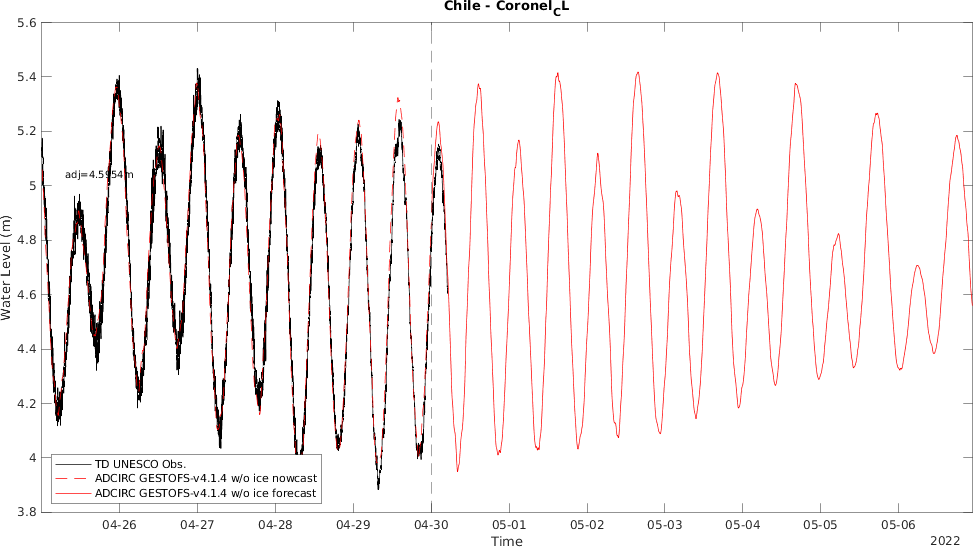 Chile - Coronel_CL
5.6
5.4
5.2
5
4.8
4.6
4.4
4.2
4
3.8
Water Level (m)
adj=4.5954m
TD UNESCO Obs.
ADCIRC GESTOFS-v4.1.4 w/o ice nowcast
ADCIRC GESTOFS-v4.1.4 w/o ice forecast
04-26 04-27 04-28 04-29 04-30 05-01 05-02 05-03 05-04 05-05 05-06
Time
2022